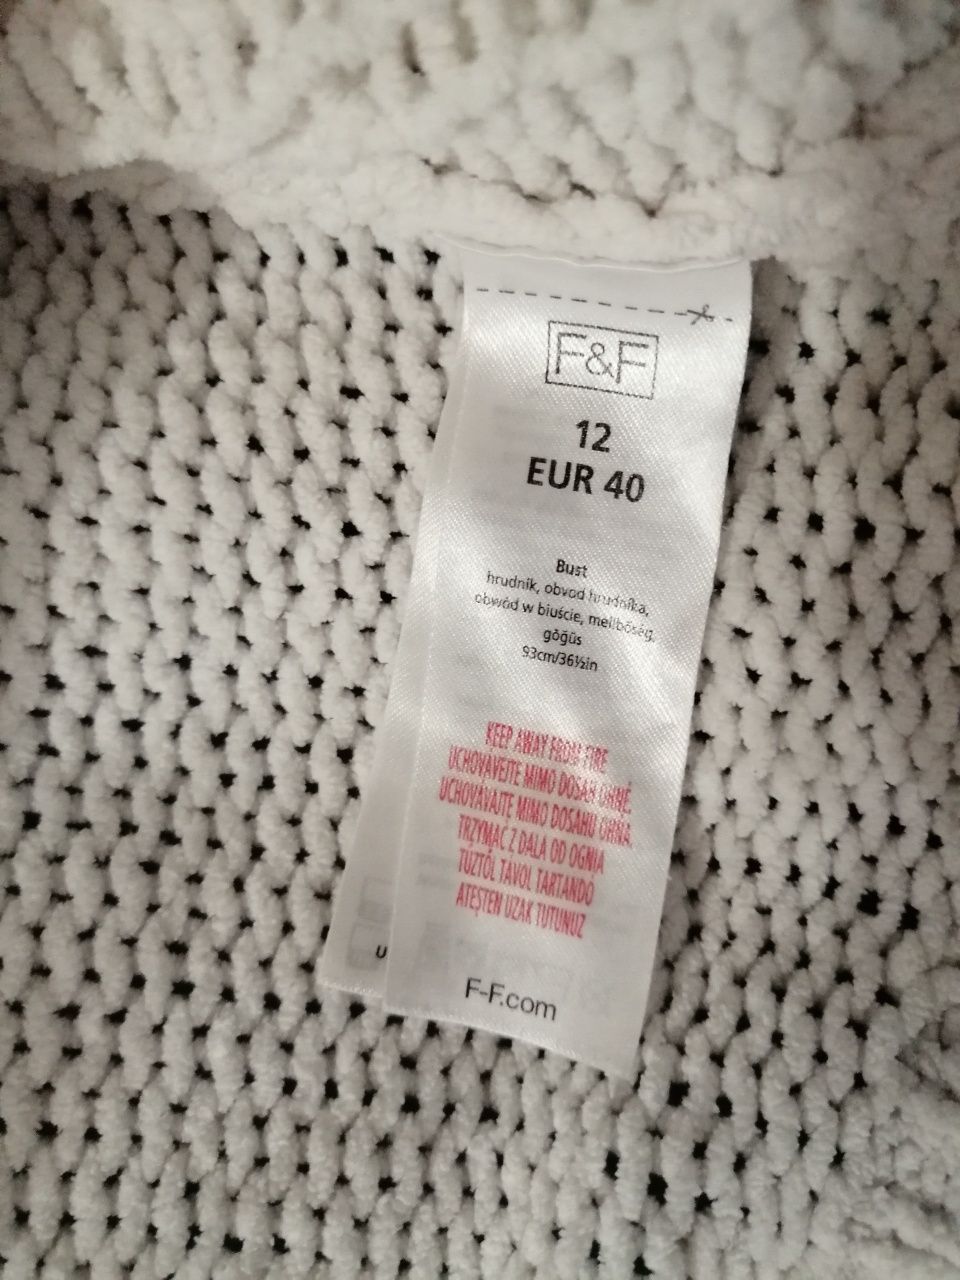 F&F
12
EUR 40
Bust
hrudník, obvod hrudníka,
obwód w biuście, mellbőség,
göğüs
93cm/36½in
KEEP AWAY FROM FIRE
UCHOVÁVEJTE MIMO DOSAH OHNĚ.
UCHOVÁVAJTE MIMO DOSAHU OHŇA.
TRZYMAĆ Z DALA OD OGNIA
TŰZTŐL TÁVOL TARTANDÓ
ATEŞTEN UZAK TUTUNUZ
U
F-F.com